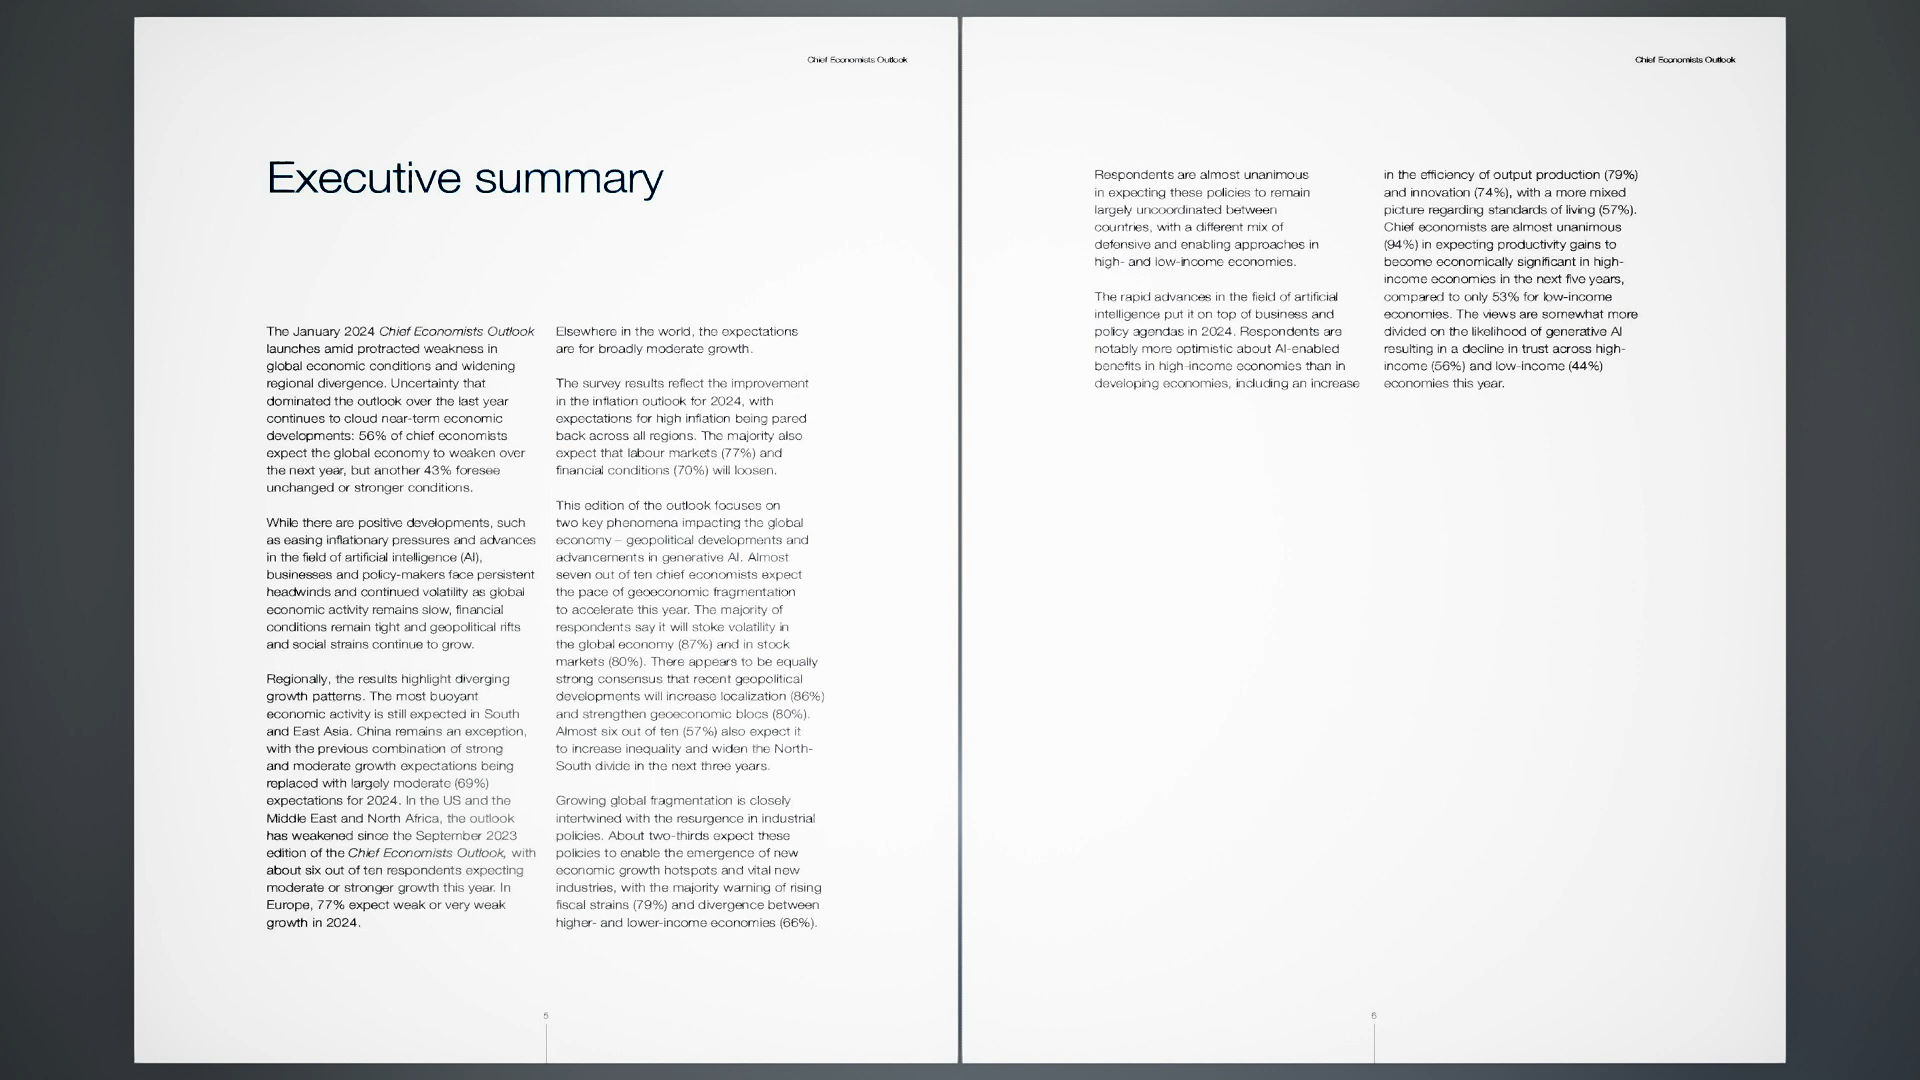 Chief Economists Outlook
Executive summary
The January 2024 Chief Economists Outlook
launches amid protracted weakness in
global economic conditions and widening
regional divergence. Uncertainty that
dominated the outlook over the last year
continues to cloud near-term economic
developments: 56% of chief economists
expect the global economy to weaken over
the next year, but another 43% foresee
unchanged or stronger conditions.
While there are positive developments, such
as easing inflationary pressures and advances
in the field of artificial intelligence (AI),
businesses and policy-makers face persistent
headwinds and continued volatility as global
economic activity remains slow, financial
conditions remain tight and geopolitical rifts
and social strains continue to grow.
Regionally, the results highlight diverging
growth patterns. The most buoyant
economic activity is still expected in South
and East Asia. China remains an exception,
with the previous combination of strong
and moderate growth expectations being
replaced with largely moderate (69%)
expectations for 2024. In the US and the
Middle East and North Africa, the outlook
has weakened since the September 2023
edition of the Chief Economists Outlook, with
about six out of ten respondents expecting
moderate or stronger growth this year. In
Europe, 77% expect weak or very weak
growth in 2024.
Elsewhere in the world, the expectations
are for broadly moderate growth.
The survey results reflect the improvement
in the inflation outlook for 2024, with
expectations for high inflation being pared
back across all regions. The majority also
expect that labour markets (77%) and
financial conditions (70%) will loosen.
This edition of the outlook focuses on
two key phenomena impacting the global
economy – geopolitical developments and
advancements in generative AI. Almost
seven out of ten chief economists expect
the pace of geoeconomic fragmentation
to accelerate this year. The majority of
respondents say it will stoke volatility in
the global economy (87%) and in stock
markets (80%). There appears to be equally
strong consensus that recent geopolitical
developments will increase localization (86%)
and strengthen geoeconomic blocs (80%).
Almost six out of ten (57%) also expect it
to increase inequality and widen the North-
South divide in the next three years.
Growing global fragmentation is closely
intertwined with the resurgence in industrial
policies. About two-thirds expect these
policies to enable the emergence of new
economic growth hotspots and vital new
industries, with the majority warning of rising
fiscal strains (79%) and divergence between
higher- and lower-income economies (66%).
5
Chief Economists Outlook
Respondents are almost unanimous
in expecting these policies to remain
largely uncoordinated between
countries, with a different mix of
defensive and enabling approaches in
high- and low-income economies.
The rapid advances in the field of artificial
intelligence put it on top of business and
policy agendas in 2024. Respondents are
notably more optimistic about AI-enabled
benefits in high-income economies than in
developing economies, including an increase
in the efficiency of output production (79%)
and innovation (74%), with a more mixed
picture regarding standards of living (57%).
Chief economists are almost unanimous
(94%) in expecting productivity gains to
become economically significant in high-
income economies in the next five years,
compared to only 53% for low-income
economies. The views are somewhat more
divided on the likelihood of generative AI
resulting in a decline in trust across high-
income (56%) and low-income (44%)
economies this year.
6